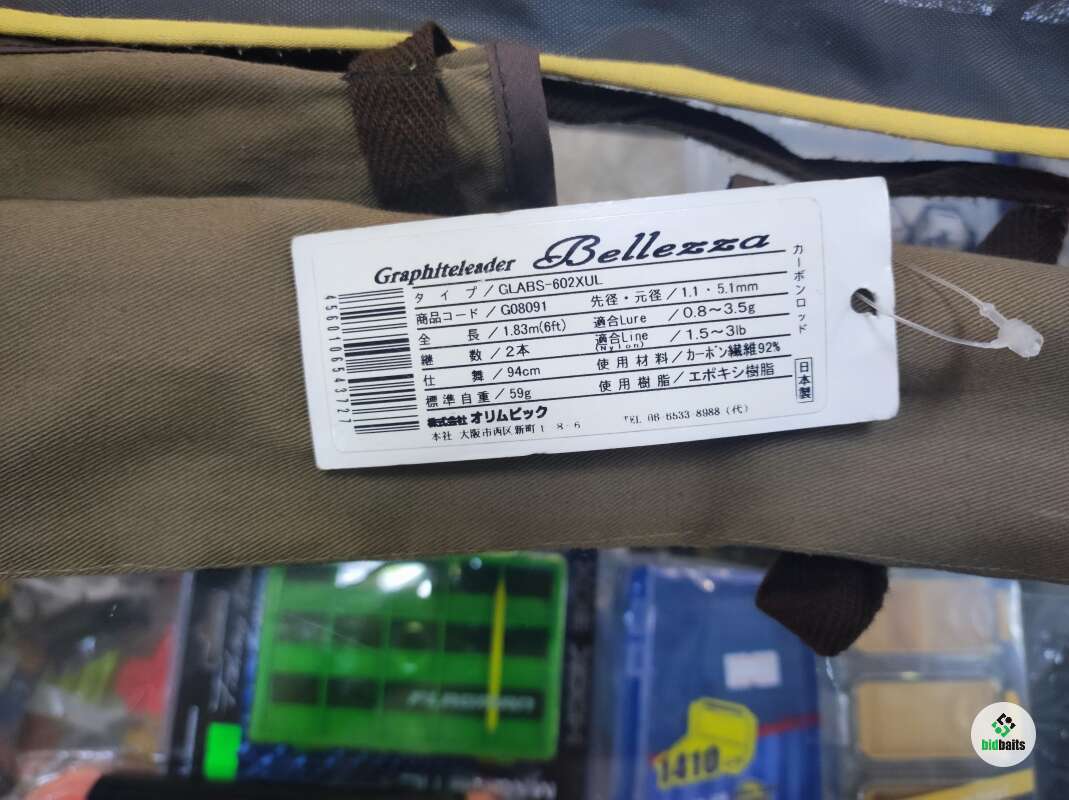 Graphiteleader Bellezza
タイプ/GLABS-602XUL
商品コード/G08091 先径・元径/1.1・5.1mm
全長/1.83m(6ft) 適合Lure/0.8~3.5g
継数/2本 適合Line(Nylon)/1.5~3lb
仕舞/94cm 使用材料/カーボン繊維92%
標準自重/59g 使用樹脂/エポキシ樹脂
株式会社 オリムピック
本社 大阪市西区新町1-8-6 TEL 06-6533-8988(代)
カーボンロッド
日本製
4560106543727
FLAGMAN
1410
bidbaits